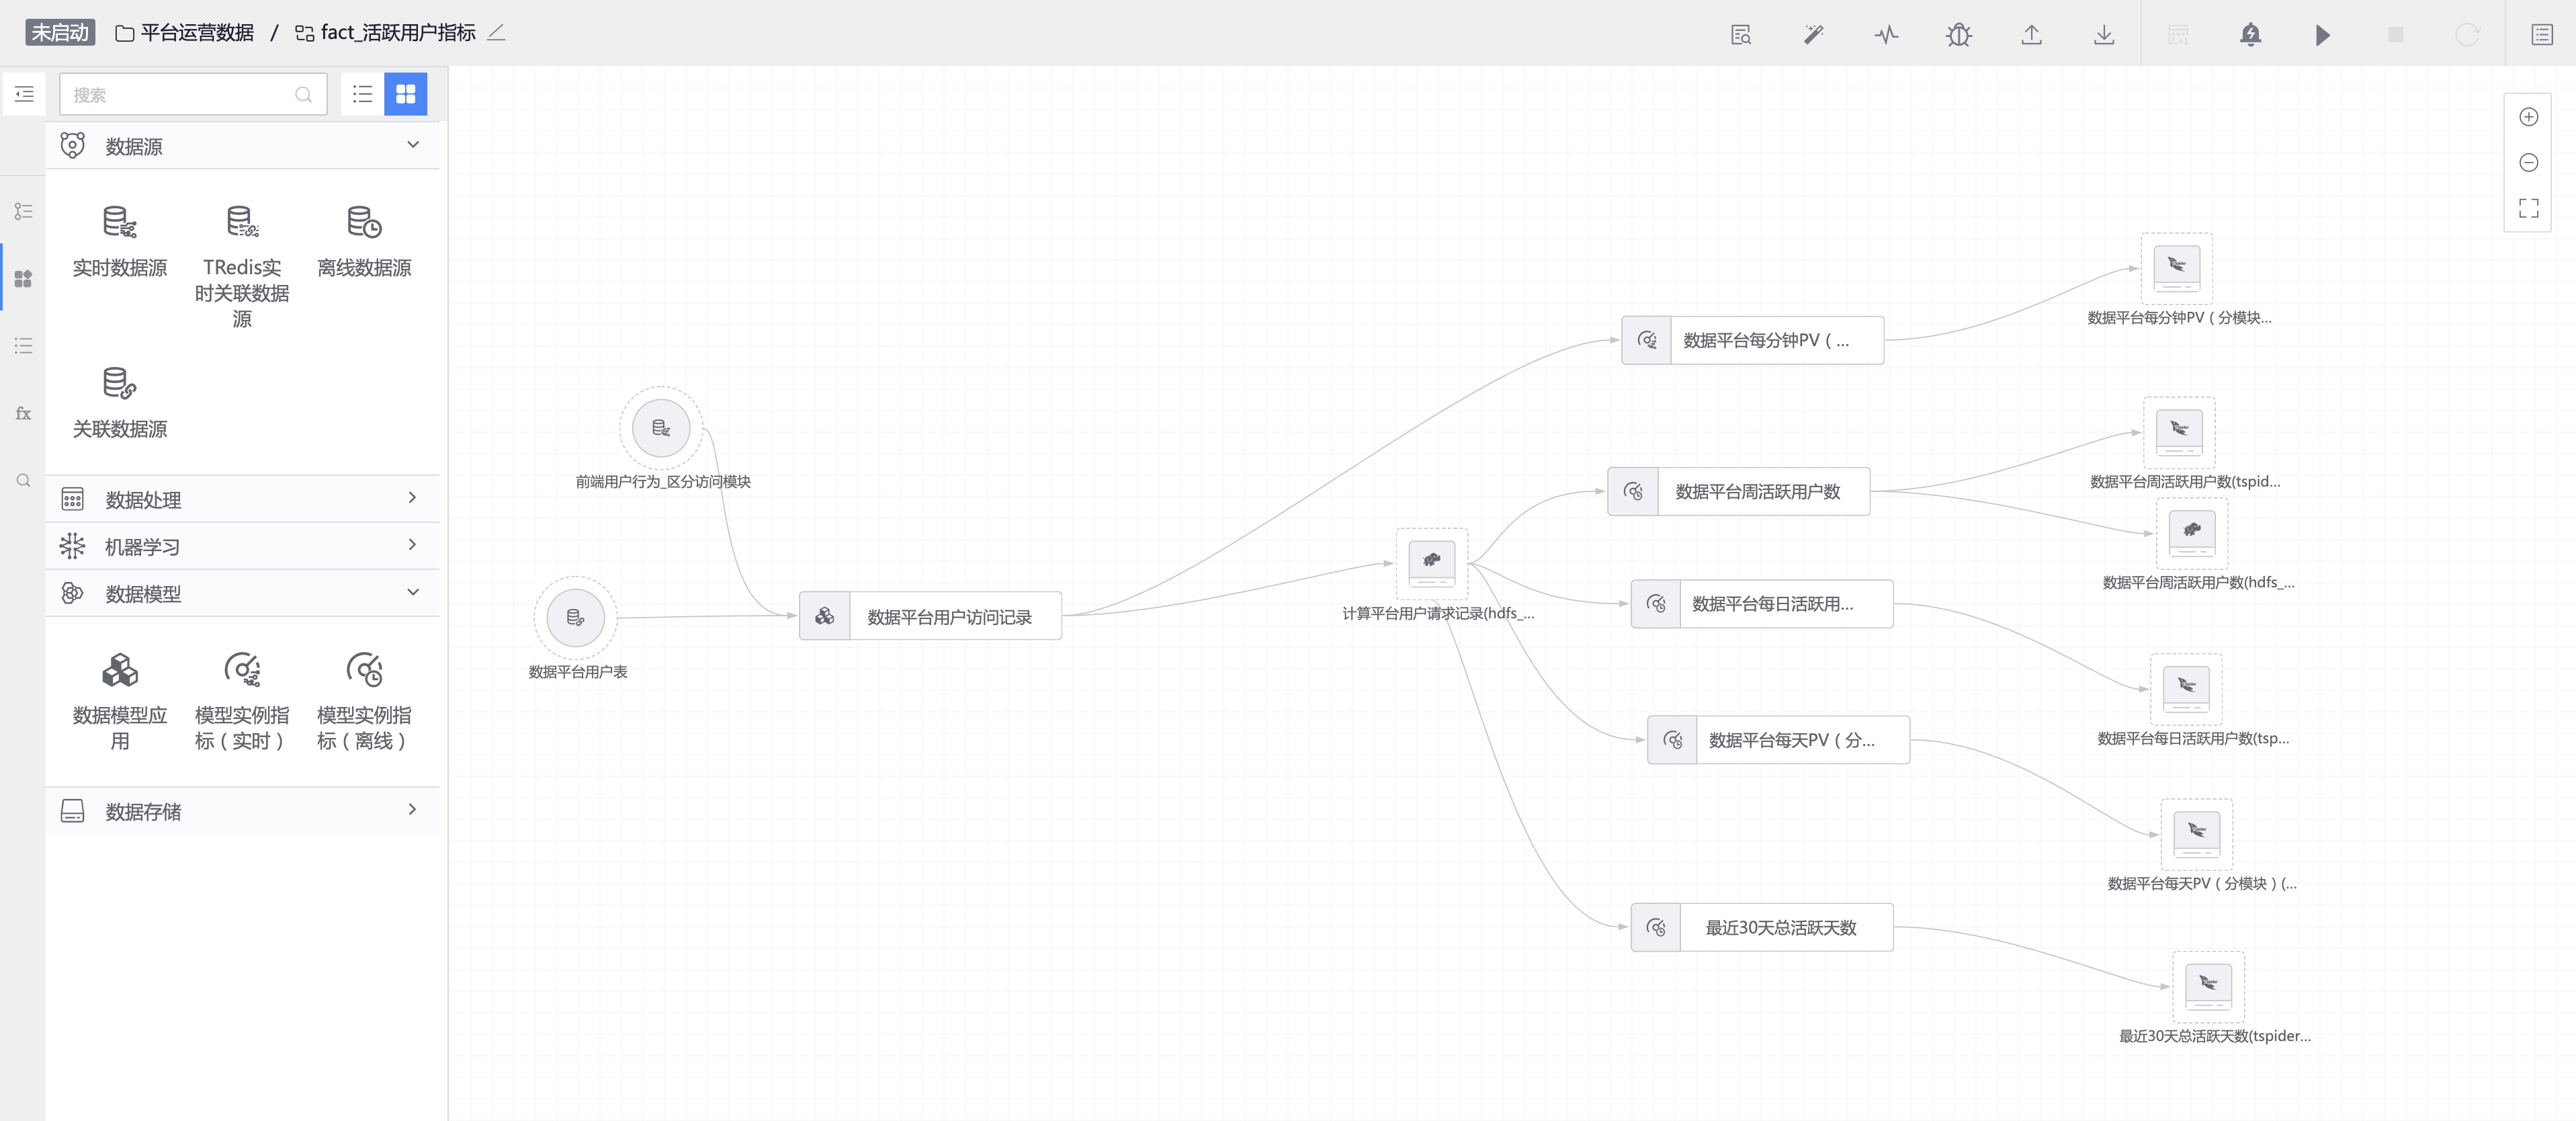 未启动 平台运营数据 / fact_活跃用户指标
搜索
数据源
实时数据源
TRedis实
时关联数据
源
离线数据源
关联数据源
数据处理
机器学习
数据模型
数据模型应
用
模型实例指
标（实时）
模型实例指
标（离线）
数据存储
fx
前端用户行为_区分访问模块
数据平台用户表
数据平台用户访问记录
计算平台用户请求记录(hdfs_...
数据平台每分钟PV（...
数据平台周活跃用户数
数据平台每日活跃用...
数据平台每天PV（分...
最近30天总活跃天数
数据平台每分钟PV（分模块...
数据平台周活跃用户数(tspid...
数据平台周活跃用户数(hdfs_...
数据平台每日活跃用户数(tsp...
数据平台每天PV（分模块）(...
最近30天总活跃天数(tspider...